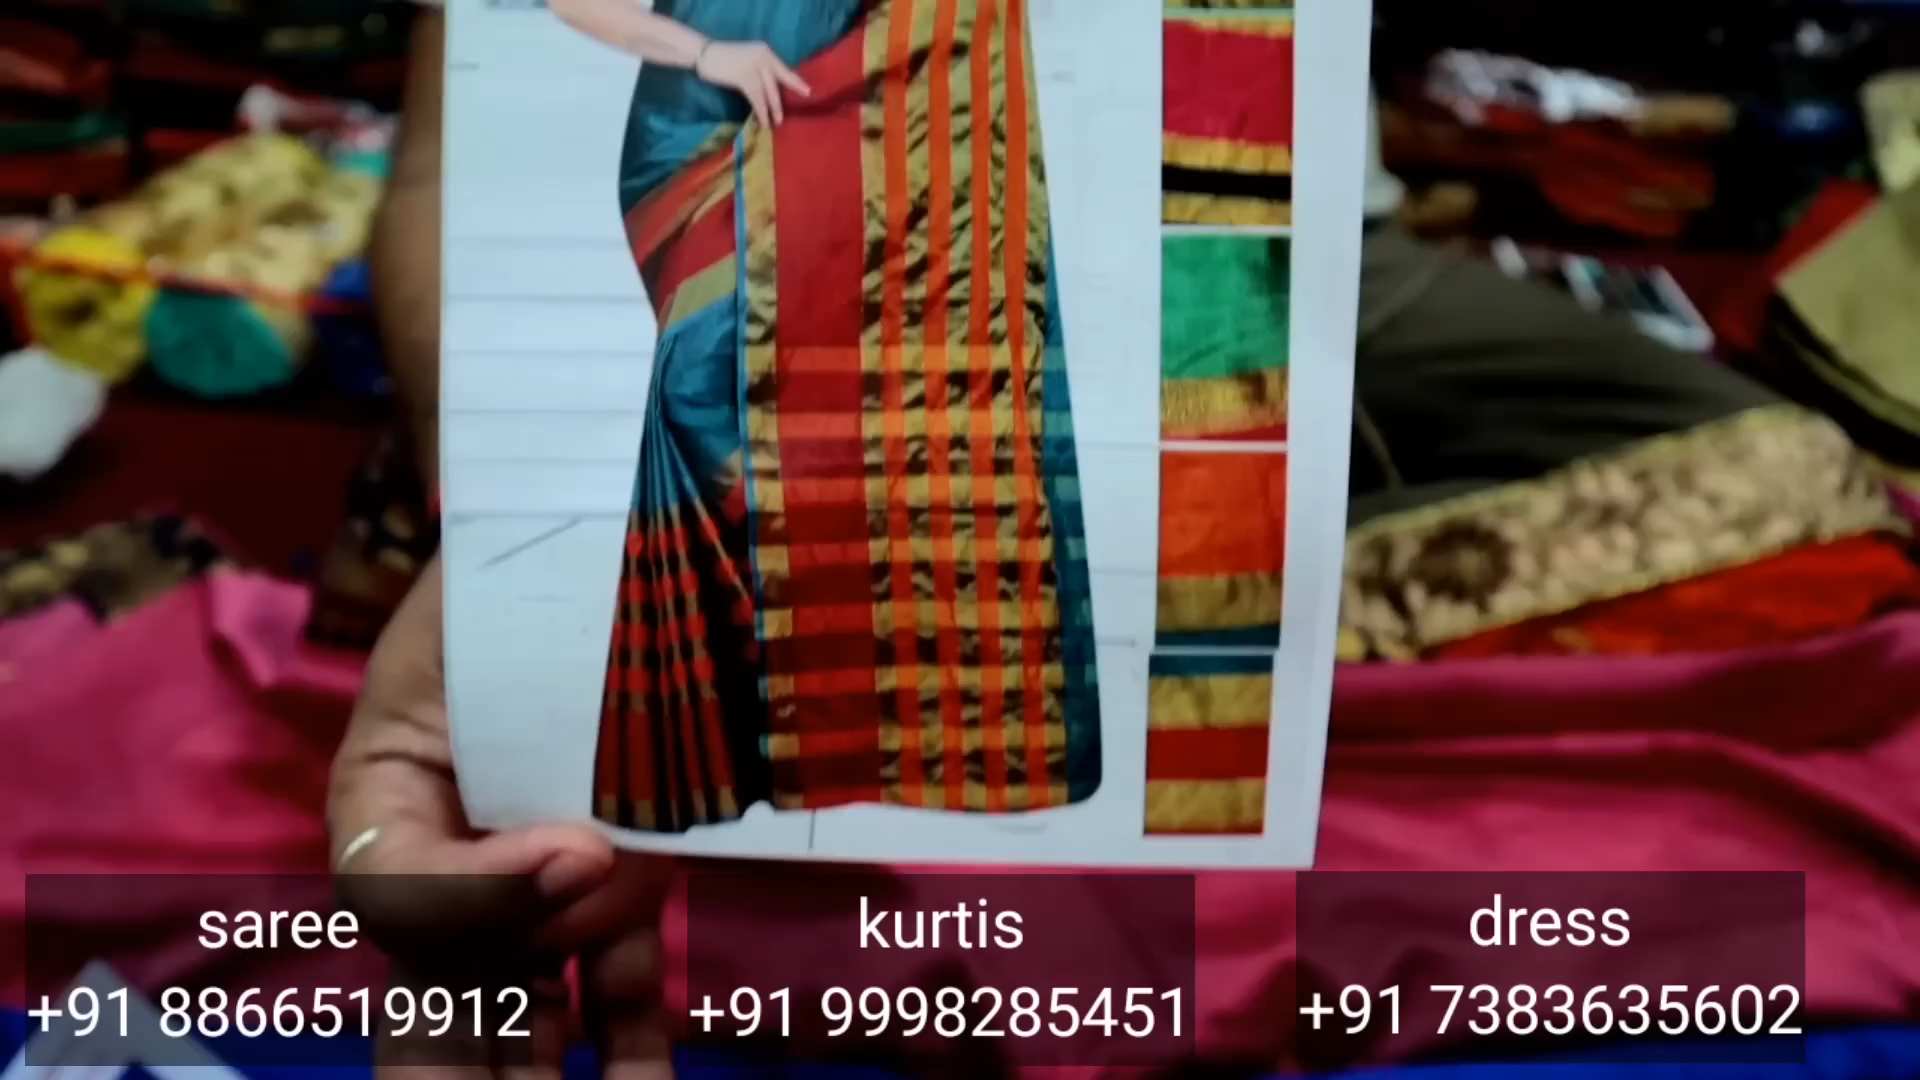 saree
+91 8866519912
kurtis
+91 9998285451
dress
+91 7383635602